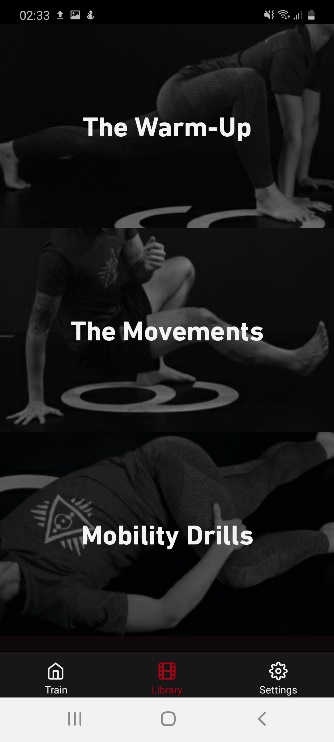 02:33
The Warm-Up
The Movements
Mobility Drills
Train
Library
Settings